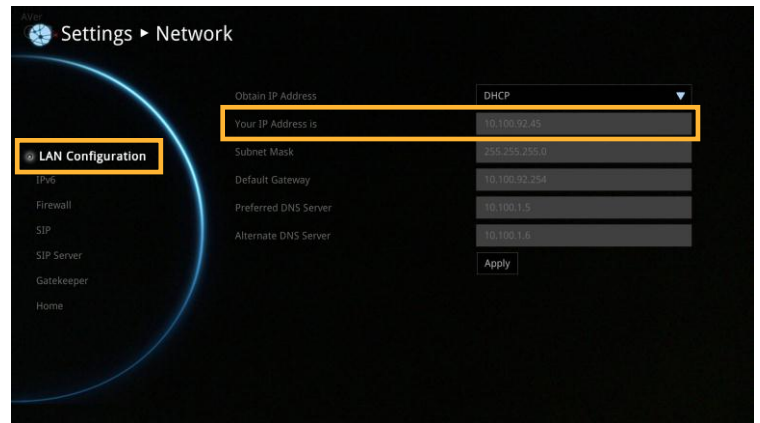 AVer
Settings ▸ Network
Obtain IP Address DHCP
Your IP Address is 10.100.92.45
LAN Configuration Subnet Mask 255.255.255.0
IPv6 Default Gateway 10.100.92.254
Firewall Preferred DNS Server 10.100.1.5
SIP Alternate DNS Server 10.100.1.6
SIP Server Apply
Gatekeeper
Home